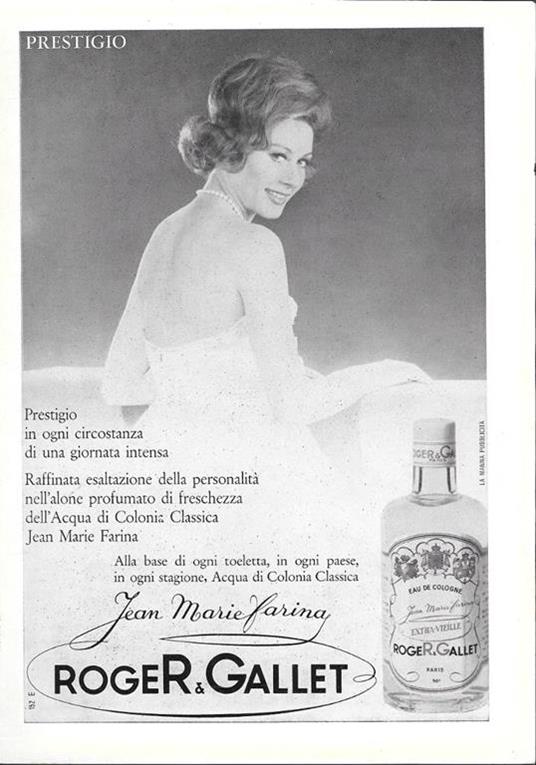 PRESTIGIO
Prestigio
in ogni circostanza
di una giornata intensa
Raffinata esaltazione della personalità
nell'alone profumato di freschezza
dell'Acqua di Colonia Classica
Jean Marie Farina
Alla base di ogni toeletta, in ogni paese,
in ogni stagione, Acqua di Colonia Classica
Jean Marie Farina
ROGER & GALLET
152 E
LA MANNA PUBBLICITÀ
ROGER & GAL
EAU DE COLOGNE
Jean Marie Farina
EXTRA-VIEILLE
ROGER & GALLET
PARIS